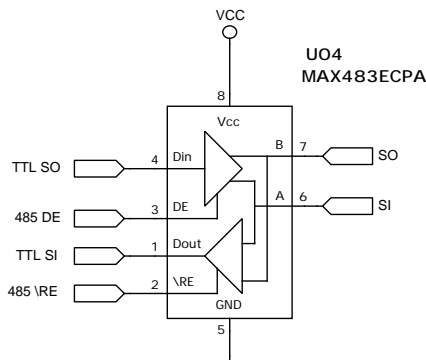 VCC
UO4
MAX483ECPA
8
Vcc
B 7 SO
TTL SO 4 Din
A 6 SI
485 DE 3 DE
TTL SI 1 Dout
485 \RE 2 \RE
GND
5